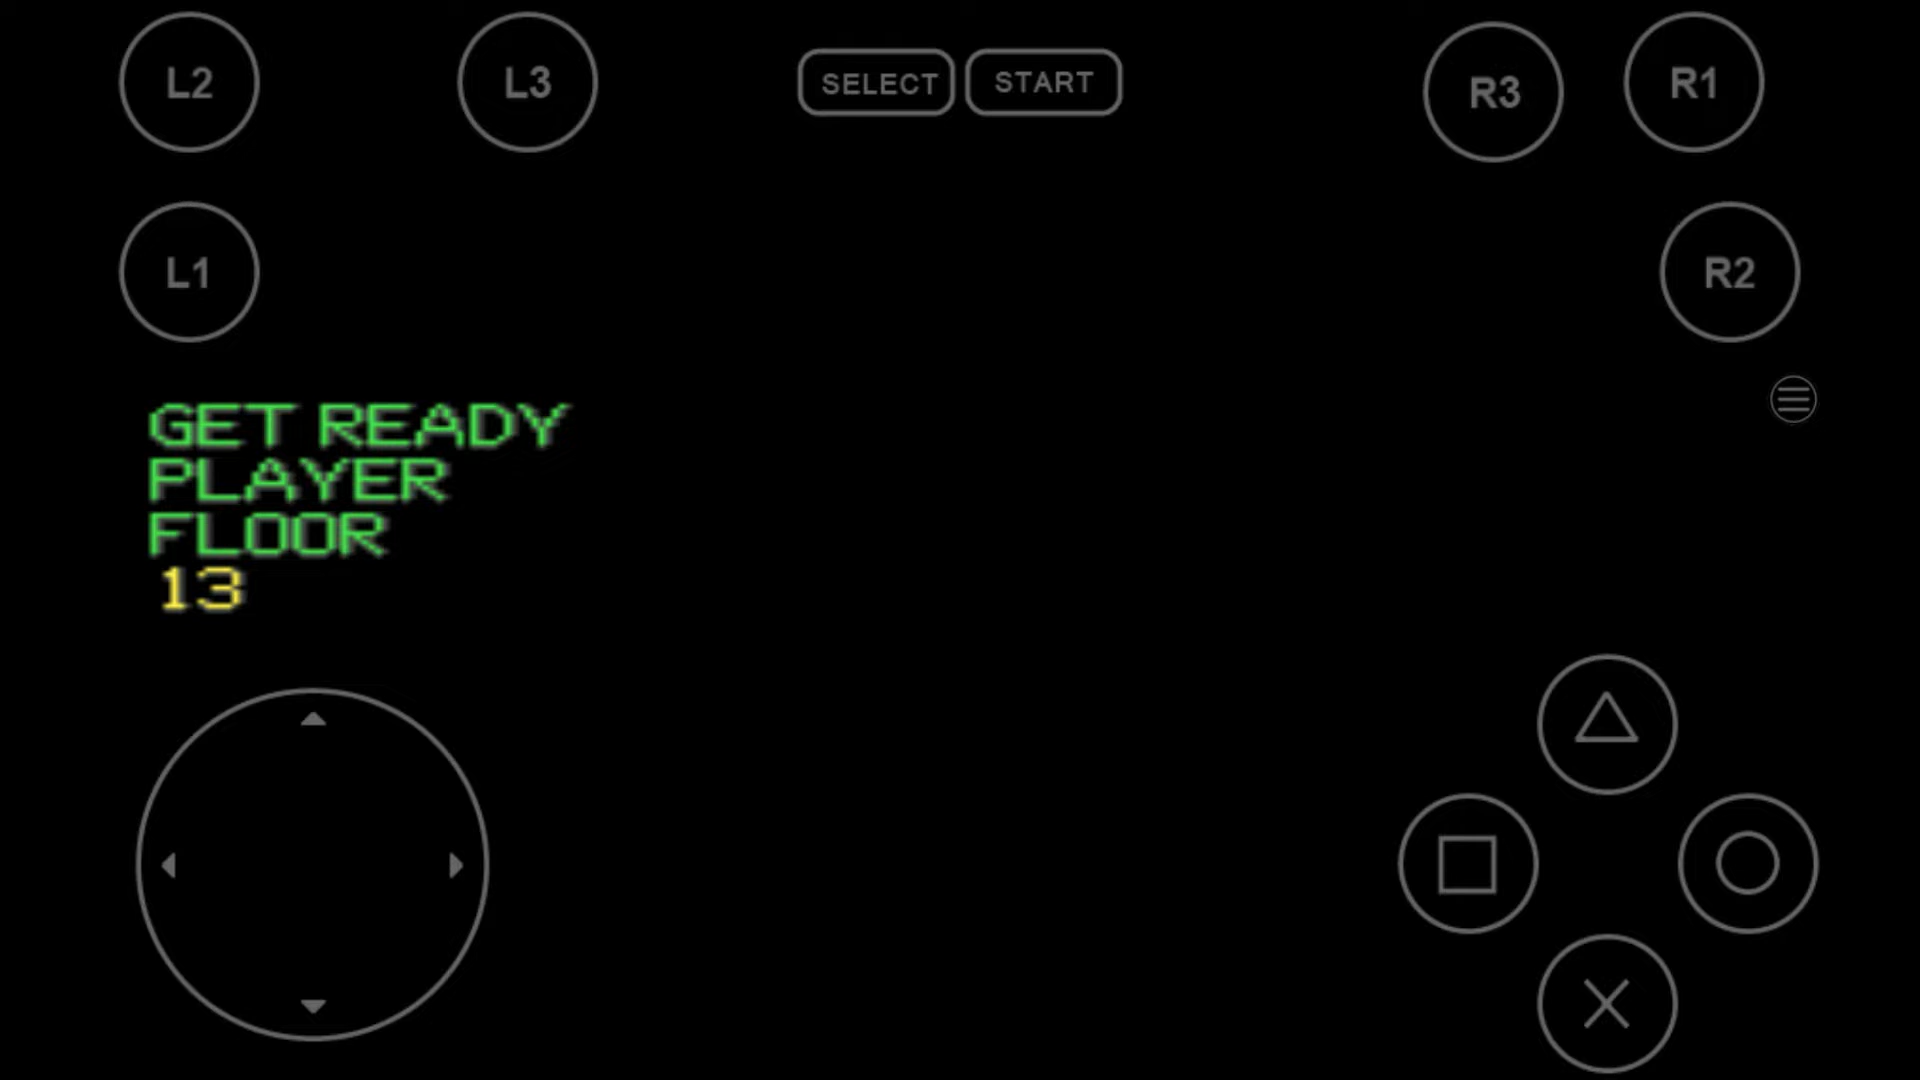 L2
L3
SELECT
START
R3
R1
L1
R2
GET READY
PLAYER
FLOOR
13